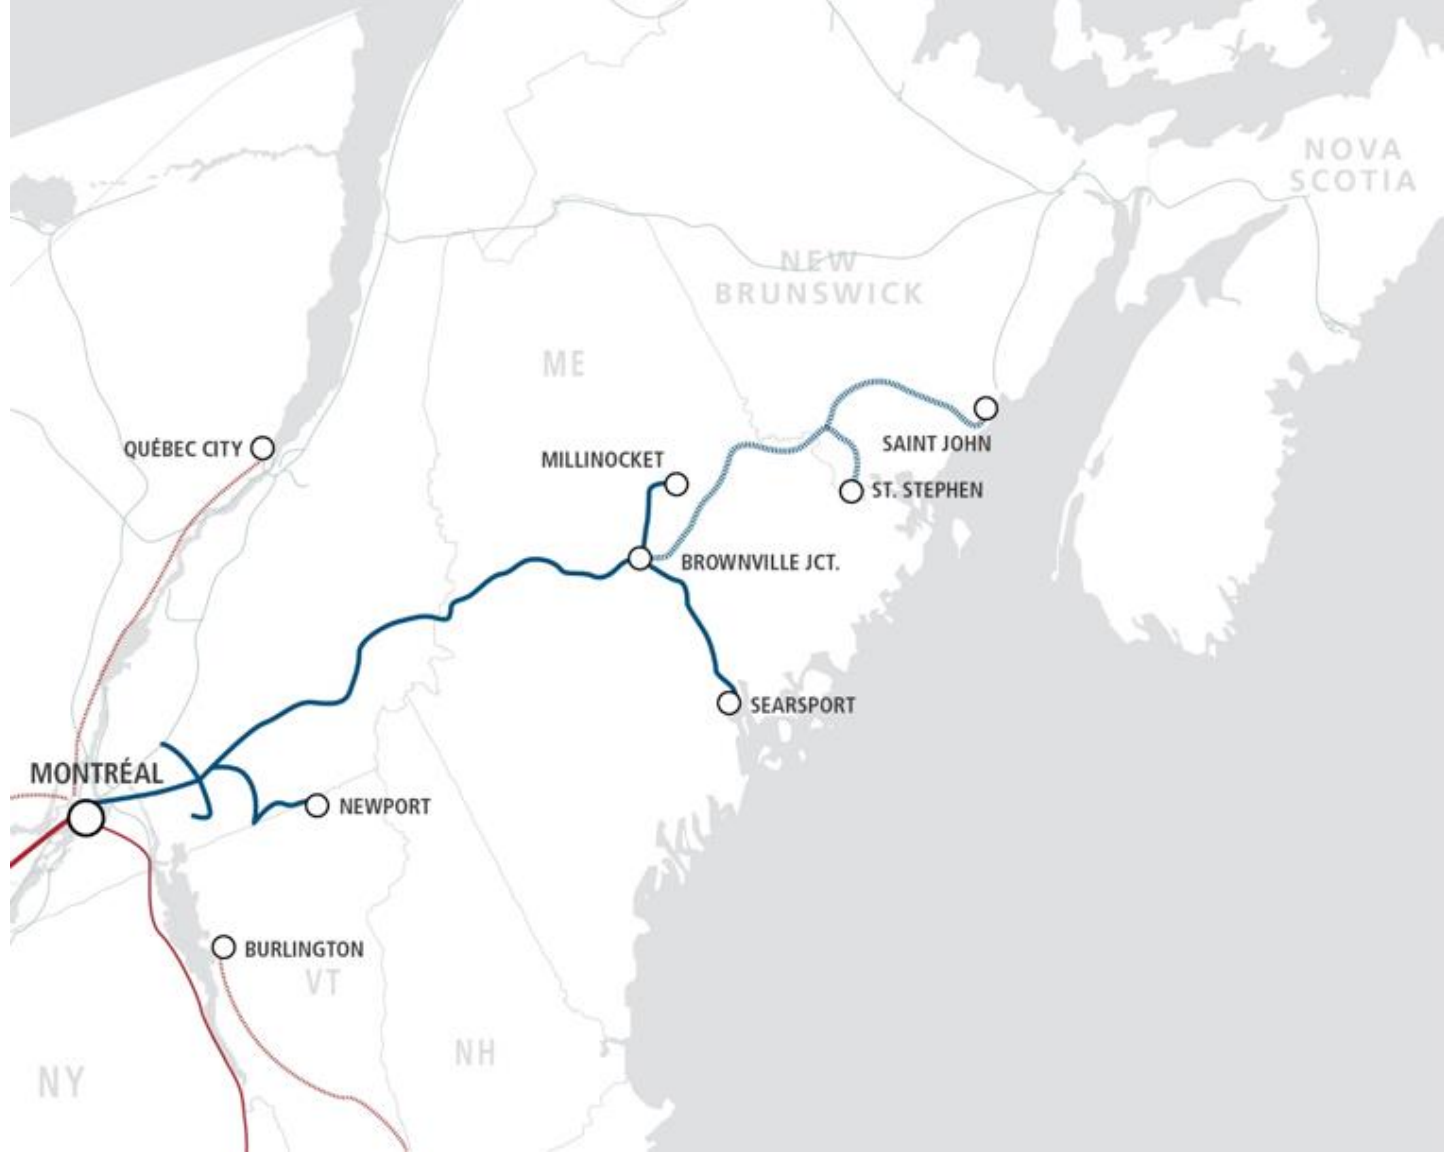 NOVA
SCOTIA
NEW
BRUNSWICK
ME
QUÉBEC CITY
MILLINOCKET
SAINT JOHN
ST. STEPHEN
BROWNVILLE JCT.
SEARSPORT
MONTRÉAL
NEWPORT
BURLINGTON
VT
NH
NY